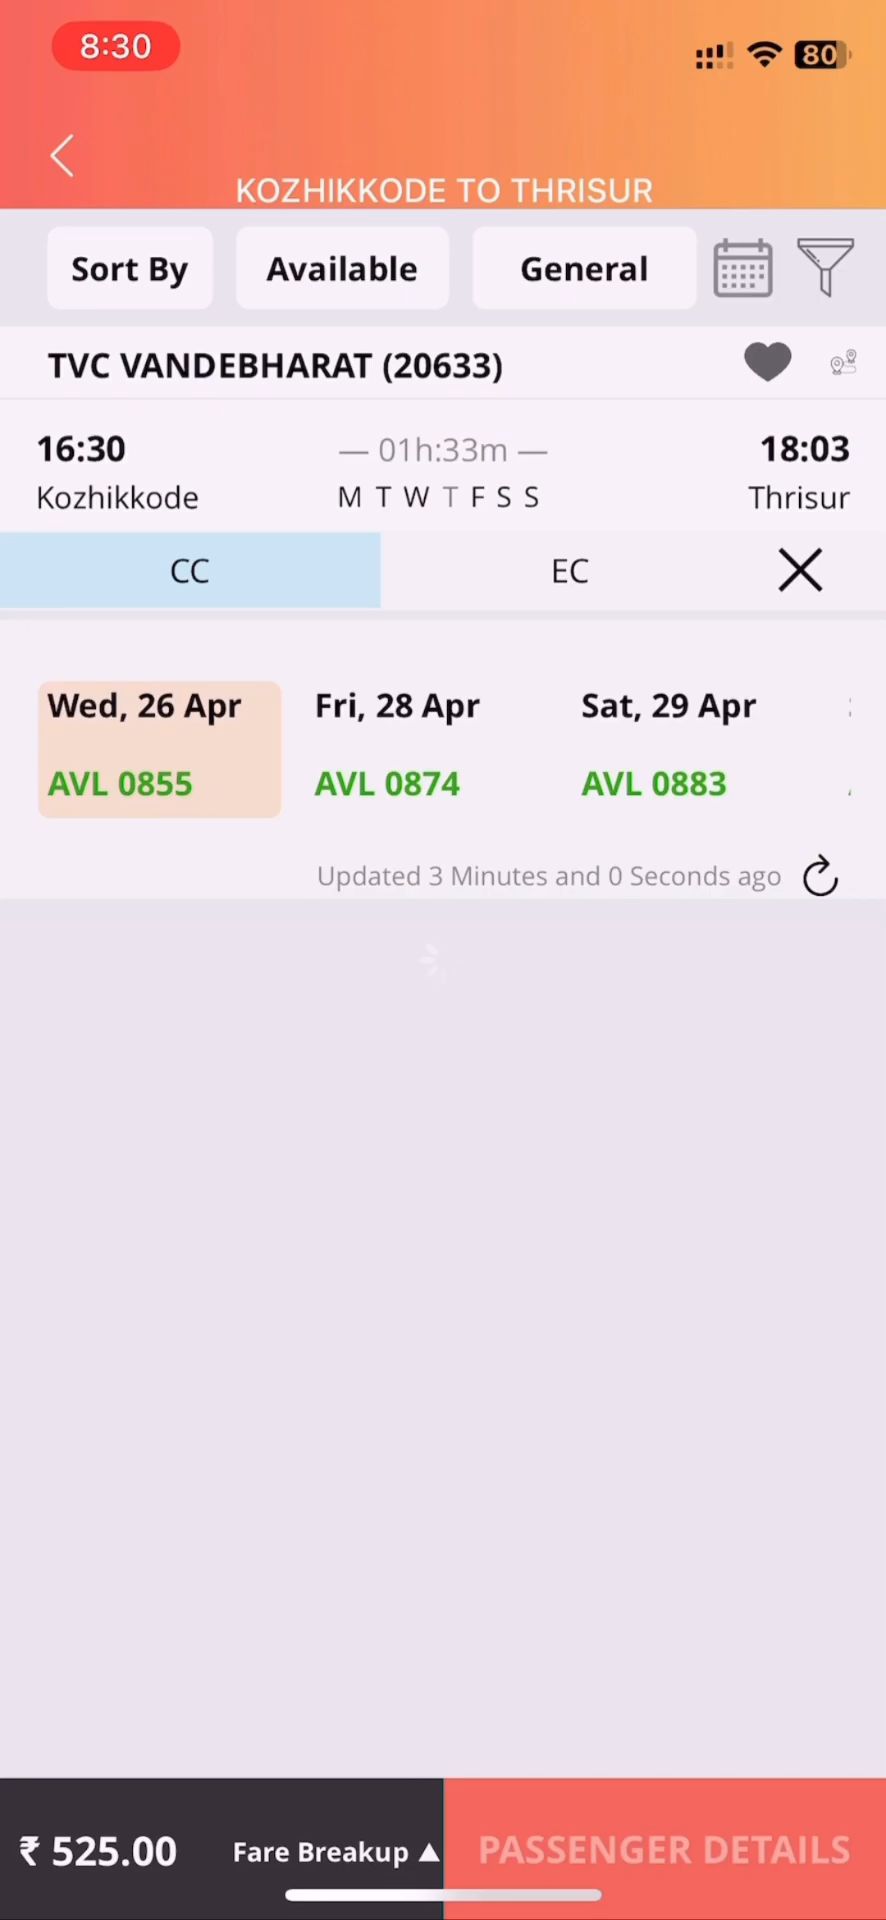 8:30
80
KOZHIKKODE TO THRISUR
Sort By Available General
TVC VANDEBHARAT (20633)
16:30 — 01h:33m — 18:03
Kozhikkode M T W T F S S Thrisur
CC EC
Wed, 26 Apr Fri, 28 Apr Sat, 29 Apr
AVL 0855 AVL 0874 AVL 0883
Updated 3 Minutes and 0 Seconds ago
₹ 525.00 Fare Breakup ▲ PASSENGER DETAILS